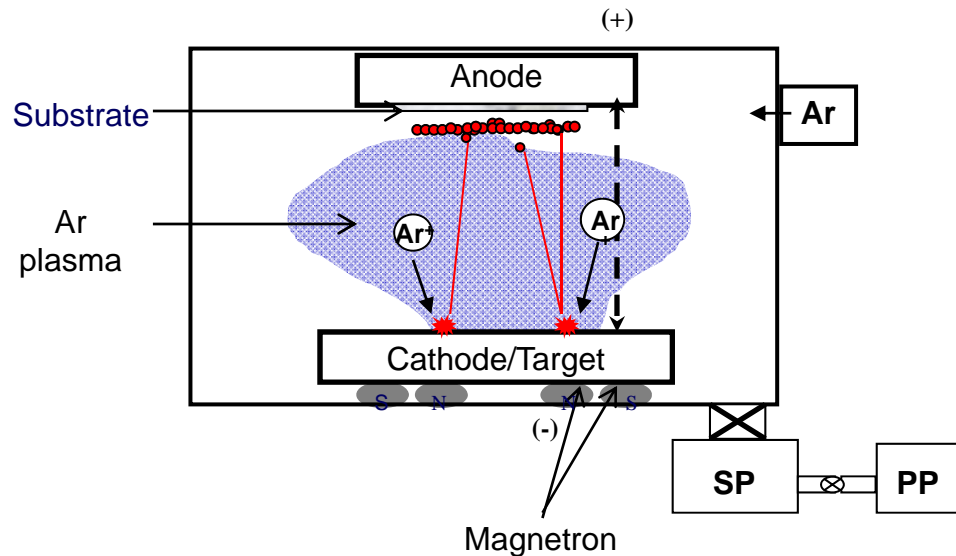 (+)
Anode
Substrate
Ar
Ar
plasma
Ar+
Ar
+
Cathode/Target
S
N
N
S
(-)
SP
PP
Magnetron